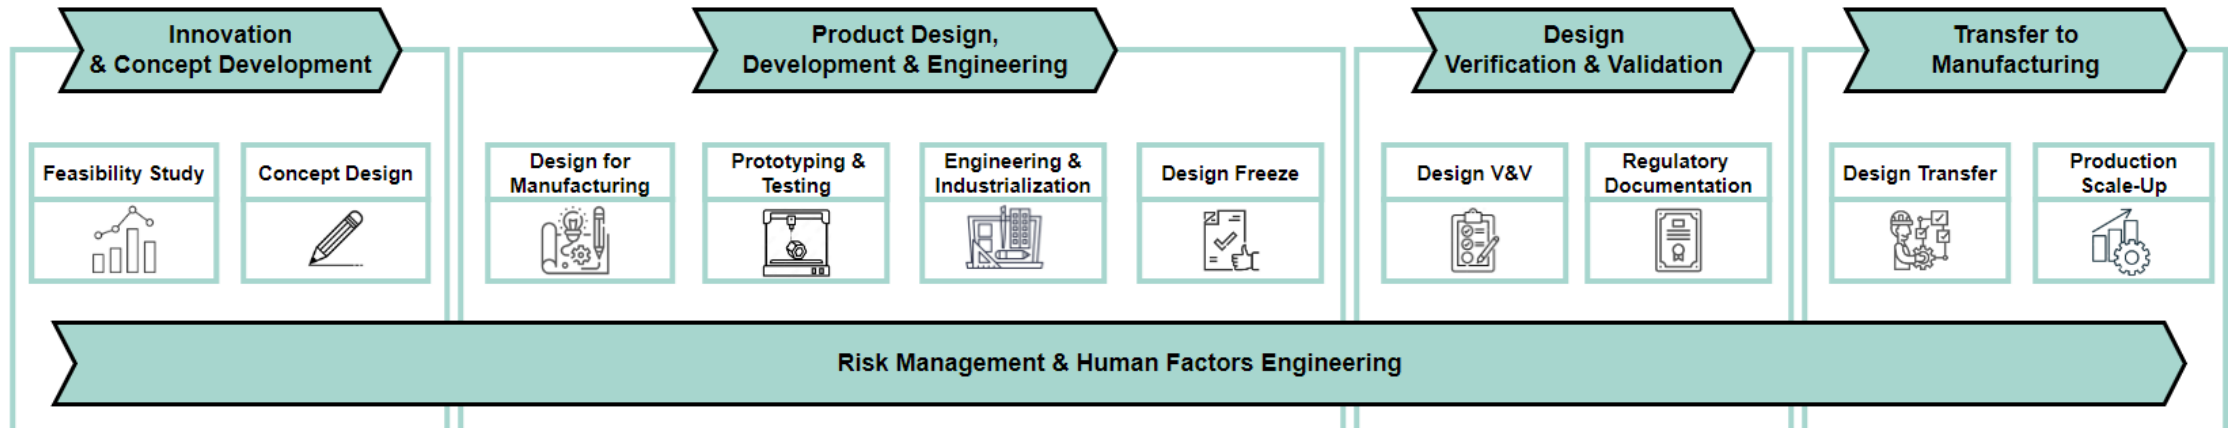 Innovation
& Concept Development
Product Design,
Development & Engineering
Design
Verification & Validation
Transfer to
Manufacturing
Feasibility Study
Concept Design
Design for
Manufacturing
Prototyping &
Testing
Engineering &
Industrialization
Design Freeze
Design V&V
Regulatory
Documentation
Design Transfer
Production
Scale-Up
Risk Management & Human Factors Engineering